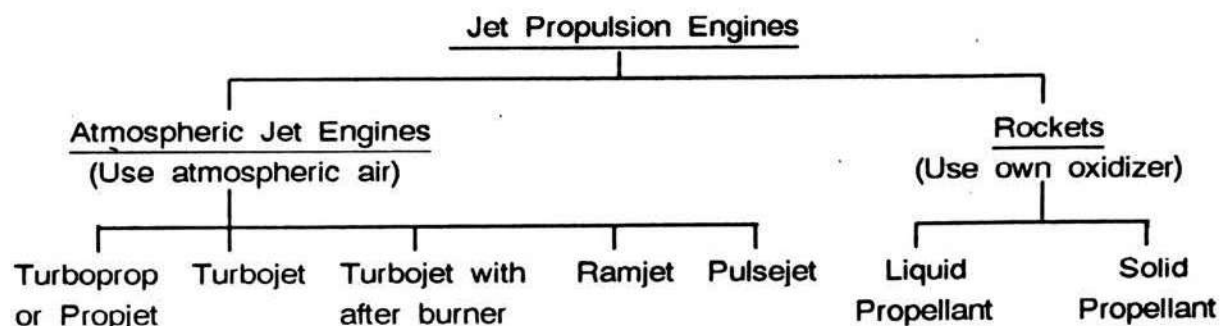 Jet Propulsion Engines
Atmospheric Jet Engines
(Use atmospheric air)
Rockets
(Use own oxidizer)
Turboprop
or Propjet
Turbojet
Turbojet with
after burner
Ramjet
Pulsejet
Liquid
Propellant
Solid
Propellant